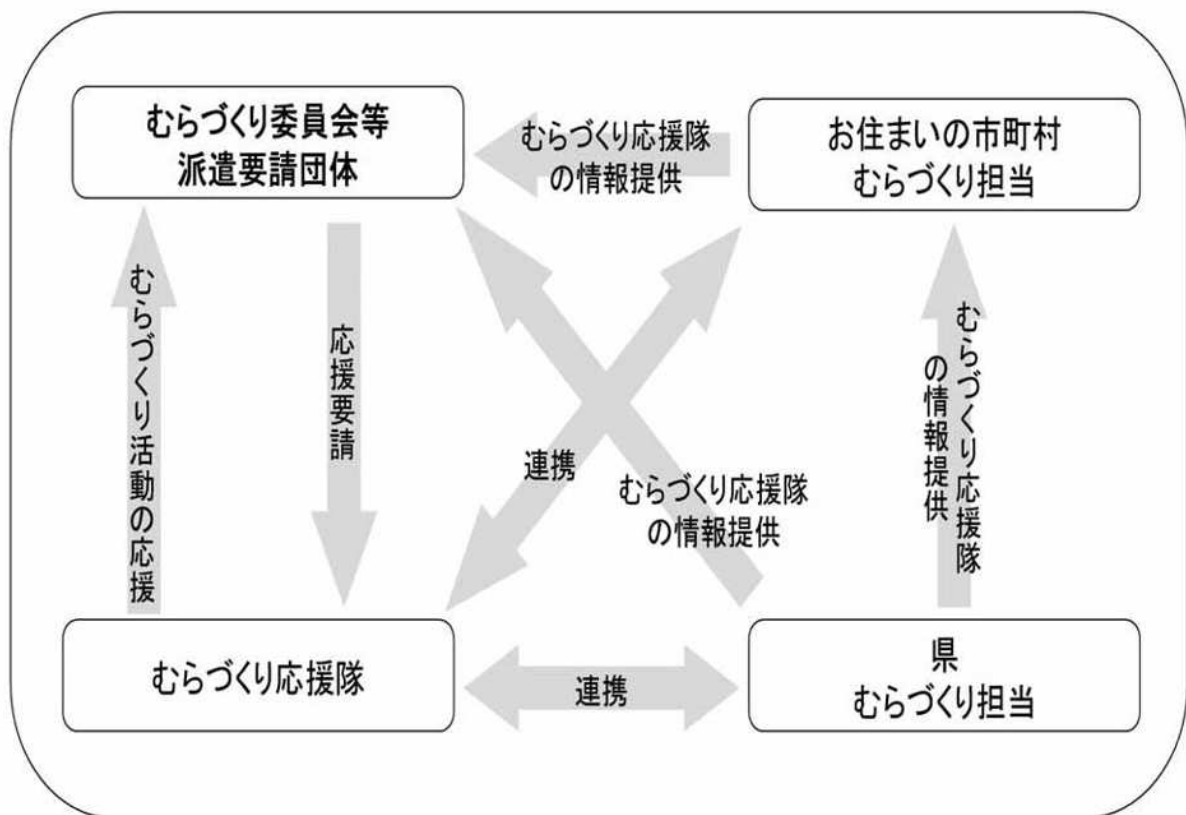 むらづくり委員会等
派遣要請団体
むらづくり応援隊
の情報提供
お住まいの市町村
むらづくり担当
むらづくり活動の応援
応援要請
連携
むらづくり応援隊
の情報提供
むらづくり応援隊
の情報提供
むらづくり応援隊
連携
県
むらづくり担当